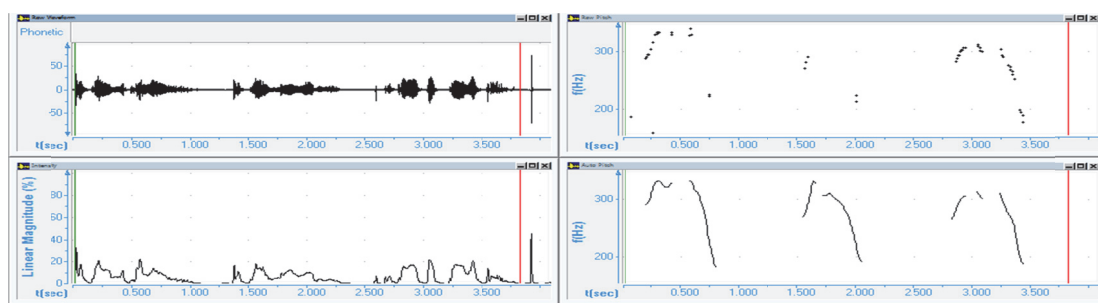 Raw Waveform
Phonetic
50
0
-50
t(sec) 0.500 1.000 1.500 2.000 2.500 3.000 3.500
Raw Pitch
f(Hz)
300
200
t(sec) 0.500 1.000 1.500 2.000 2.500 3.000 3.500
Intensity
Linear Magnitude (%)
80
60
40
20
0
t(sec) 0.500 1.000 1.500 2.000 2.500 3.000 3.500
Auto Pitch
f(Hz)
300
200
t(sec) 0.500 1.000 1.500 2.000 2.500 3.000 3.500